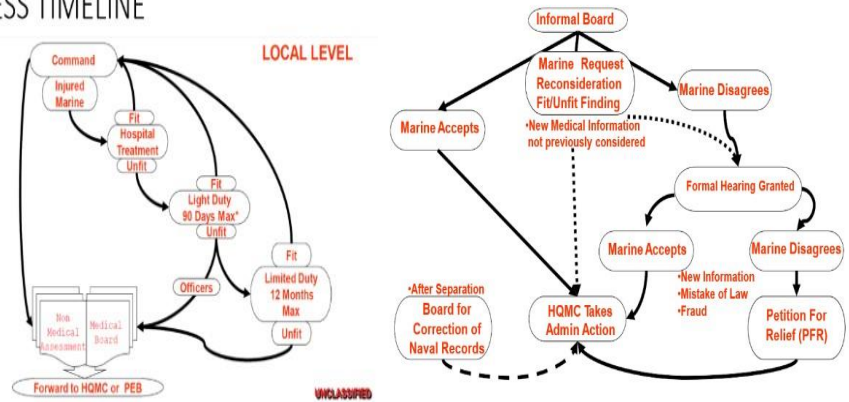 ESS TIMELINE
LOCAL LEVEL
Command
Injured
Marine
Fit
Hospital
Treatment
Unfit
Fit
Light Duty
90 Days Max*
Unfit
Officers
Fit
Limited Duty
12 Months
Max
Unfit
Non
Medical
Assessment
Medical
Board
Forward to HQMC or PEB
UNCLASSIFIED
Informal Board
Marine Request
Reconsideration
Fit/Unfit Finding
•New Medical Information
not previously considered
Marine Accepts
Marine Disagrees
Formal Hearing Granted
Marine Accepts
Marine Disagrees
•New Information
•Mistake of Law
•Fraud
•After Separation
Board for
Correction of
Naval Records
HQMC Takes
Admin Action
Petition For
Relief (PFR)